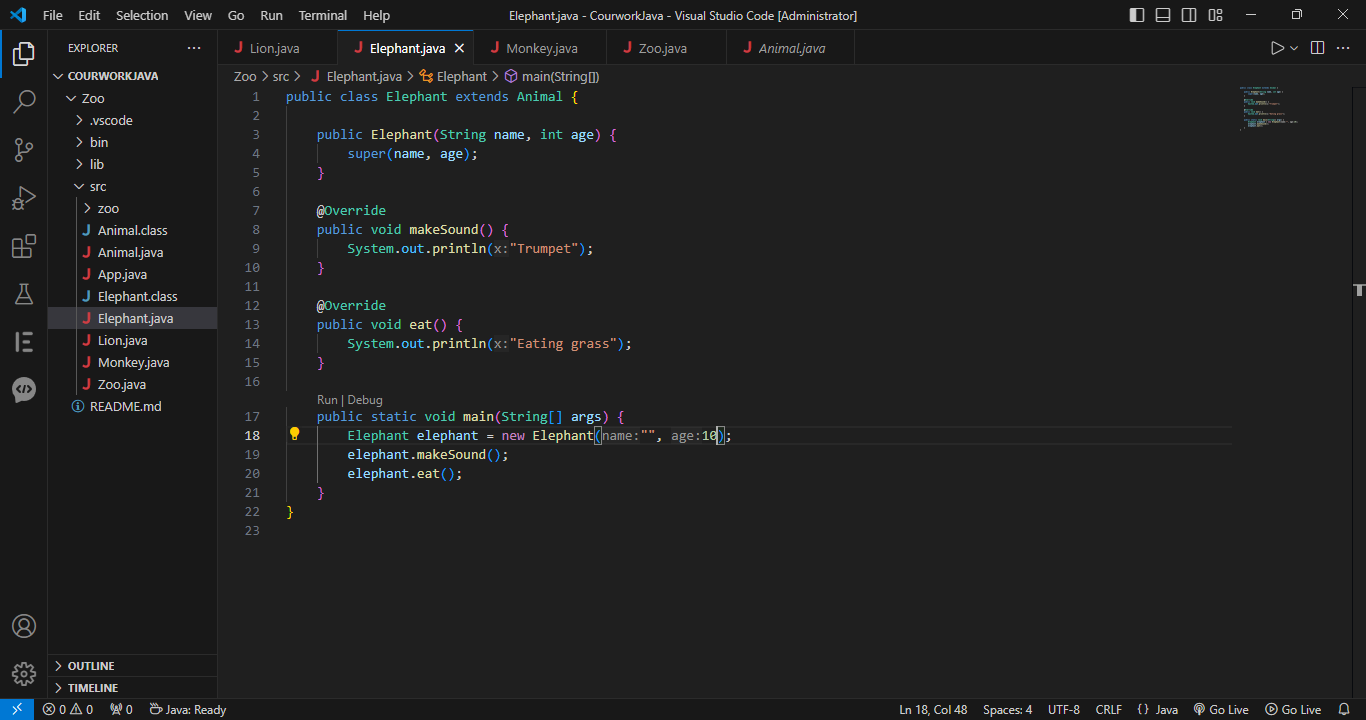 File Edit Selection View Go Run Terminal Help
Elephant.java - CourworkJava - Visual Studio Code [Administrator]
EXPLORER
COURWORKJAVA
Zoo
.vscode
bin
lib
src
zoo
Animal.class
Animal.java
App.java
Elephant.class
Elephant.java
Lion.java
Monkey.java
Zoo.java
README.md
OUTLINE
TIMELINE
Lion.java Elephant.java Monkey.java Zoo.java Animal.java
Zoo > src > Elephant.java > Elephant > main(String[])
1 public class Elephant extends Animal {
2
3 public Elephant(String name, int age) {
4 super(name, age);
5 }
6
7 @Override
8 public void makeSound() {
9 System.out.println(x:"Trumpet");
10 }
11
12 @Override
13 public void eat() {
14 System.out.println(x:"Eating grass");
15 }
16
Run | Debug
17 public static void main(String[] args) {
18 Elephant elephant = new Elephant(name:"", age:10);
19 elephant.makeSound();
20 elephant.eat();
21 }
22 }
23
0 0 0 Java: Ready Ln 18, Col 48 Spaces: 4 UTF-8 CRLF {} Java Go Live Go Live